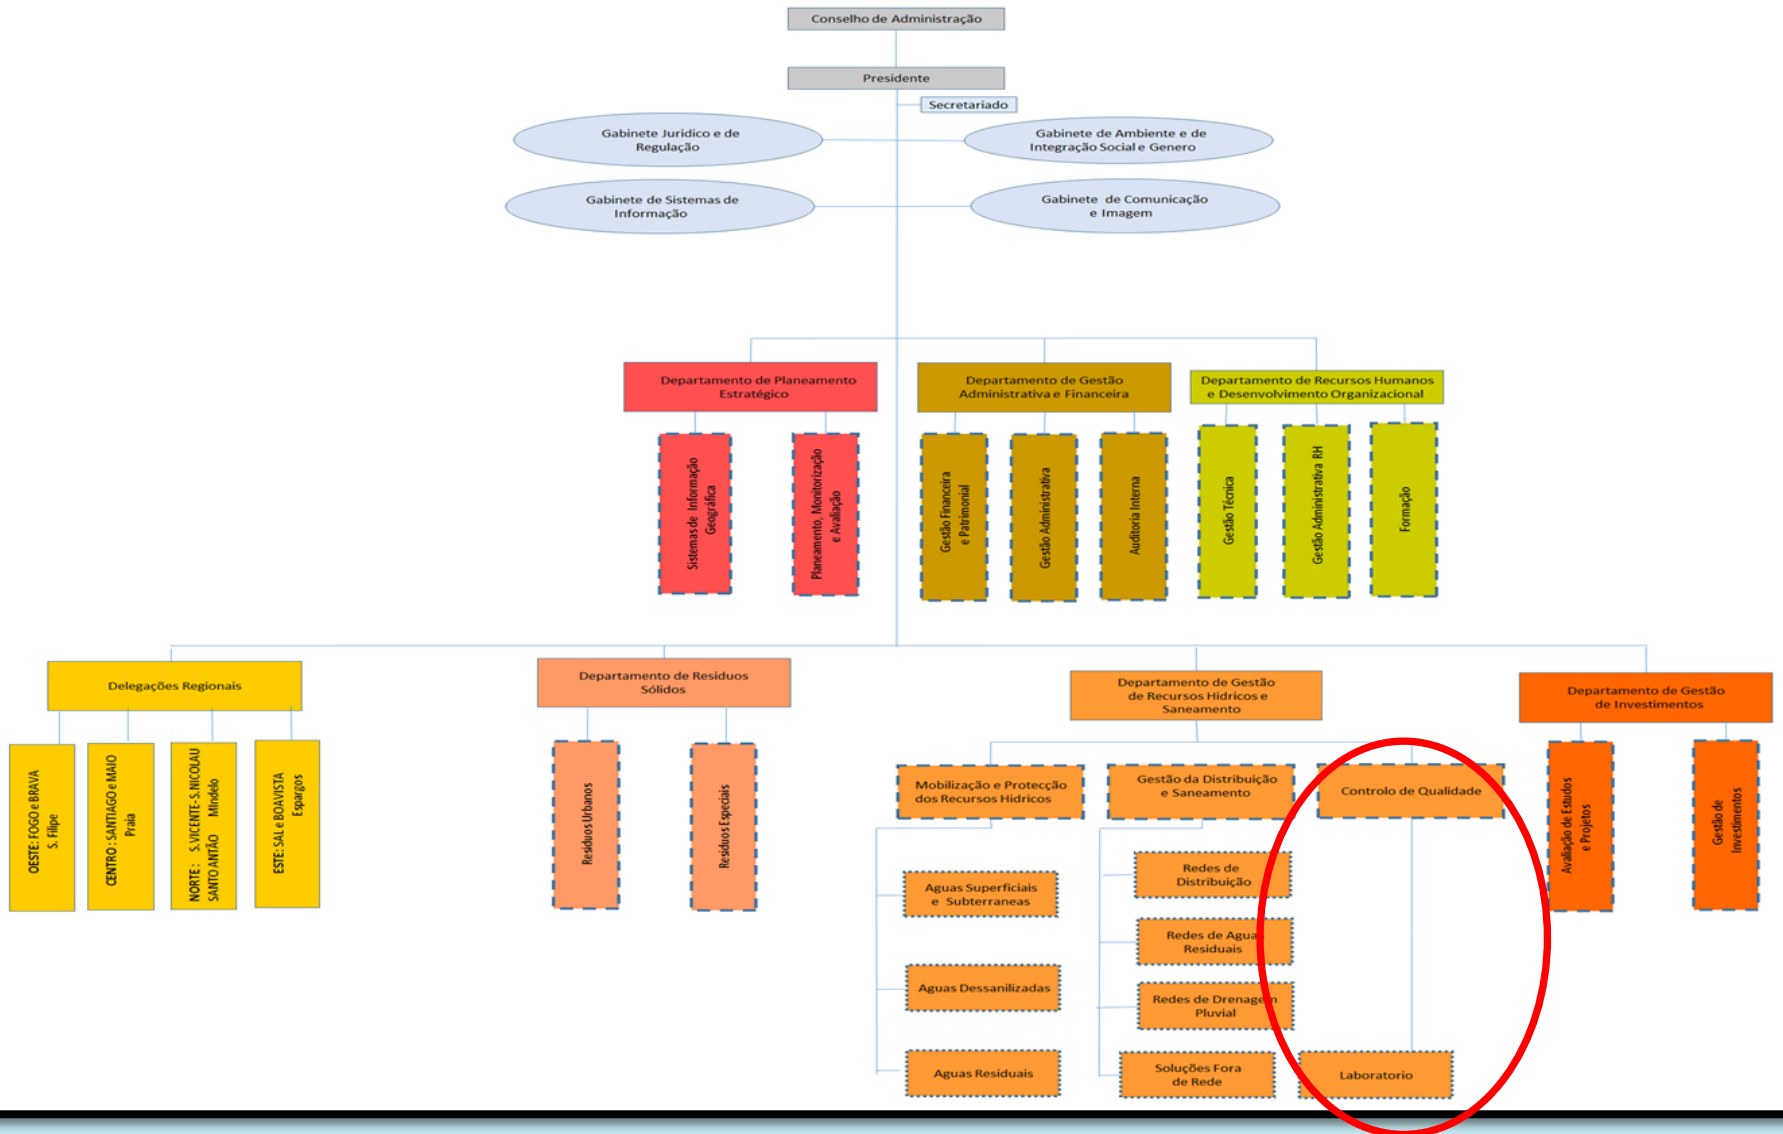 Conselho de Administração
Presidente
Secretariado
Gabinete Juridico e de
Regulação
Gabinete de Ambiente e de
Integração Social e Genero
Gabinete de Sistemas de
Informação
Gabinete de Comunicação
e Imagem
Departamento de Planeamento
Estratégico
Departamento de Gestão
Administrativa e Financeira
Departamento de Recursos Humanos
e Desenvolvimento Organizacional
Sistemas de Informação
Geográfica
Planeamento, Monitorização
e Avaliação
Gestão Financeira
e Patrimonial
Gestão Administrativa
Auditoria Interna
Gestão Técnica
Gestão Administrativa RH
Formação
Delegações Regionais
Departamento de Residuos
Sólidos
Departamento de Gestão
de Recursos Hidricos e
Saneamento
Departamento de Gestão
de Investimentos
OESTE: FOGO e BRAVA
S. Filipe
CENTRO : SANTIAGO e MAIO
Praia
NORTE : S.VICENTE-S.NICOLAU
SANTO ANTÃO MIndelo
ESTE: SAL e BOAVISTA
Espargos
Residuos Urbanos
Residuos Especiais
Mobilização e Protecção
dos Recursos Hidricos
Gestão da Distribuição
e Saneamento
Controlo de Qualidade
Avaliação de Estudos
e Projetos
Gestão de
Investimentos
Aguas Superficiais
e Subterraneas
Aguas Dessanilizadas
Aguas Residuais
Redes de
Distribuição
Redes de Aguas
Residuais
Redes de Drenagem
Pluvial
Soluções Fora
de Rede
Laboratorio